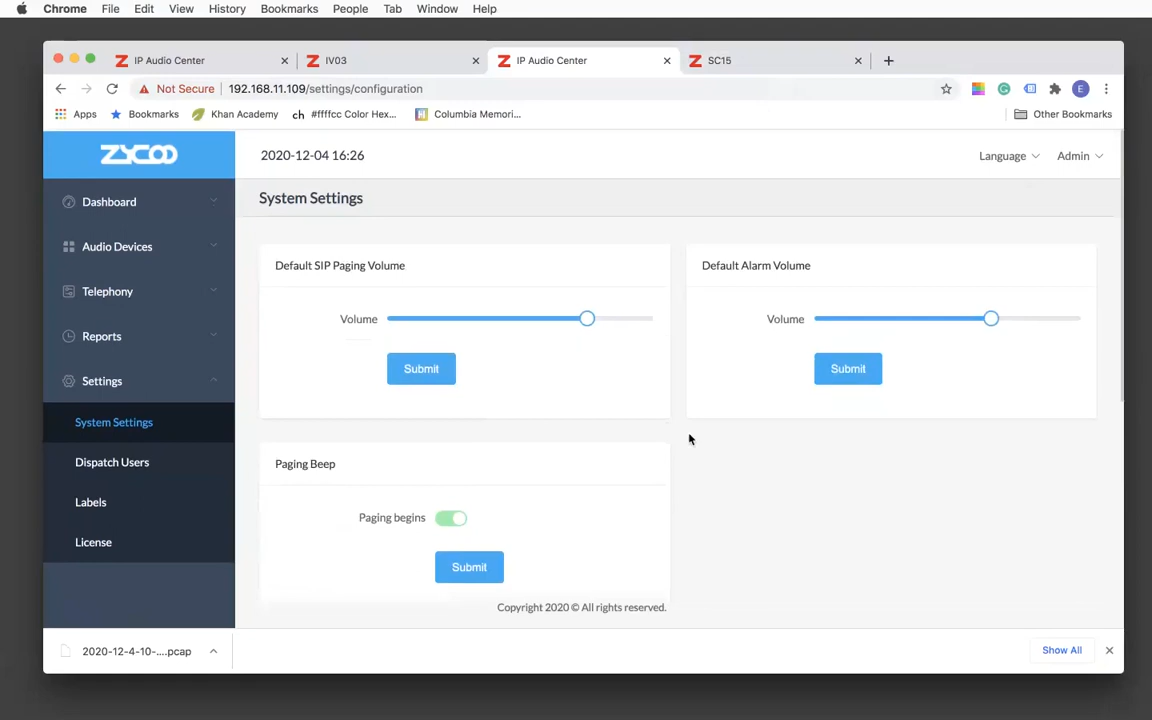 Chrome File Edit View History Bookmarks People Tab Window Help
IP Audio Center IV03 IP Audio Center SC15
Not Secure 192.168.11.109/settings/configuration E
Apps Bookmarks Khan Academy ch #ffffcc Color Hex... Columbia Memori... Other Bookmarks
ZYCOO 2020-12-04 16:26 Language Admin
System Settings
Dashboard
Audio Devices
Telephony
Reports
Settings
System Settings
Dispatch Users
Labels
License
Default SIP Paging Volume
Volume
Submit
Default Alarm Volume
Volume
Submit
Paging Beep
Paging begins
Submit
Copyright 2020 © All rights reserved.
2020-12-4-10-....pcap Show All